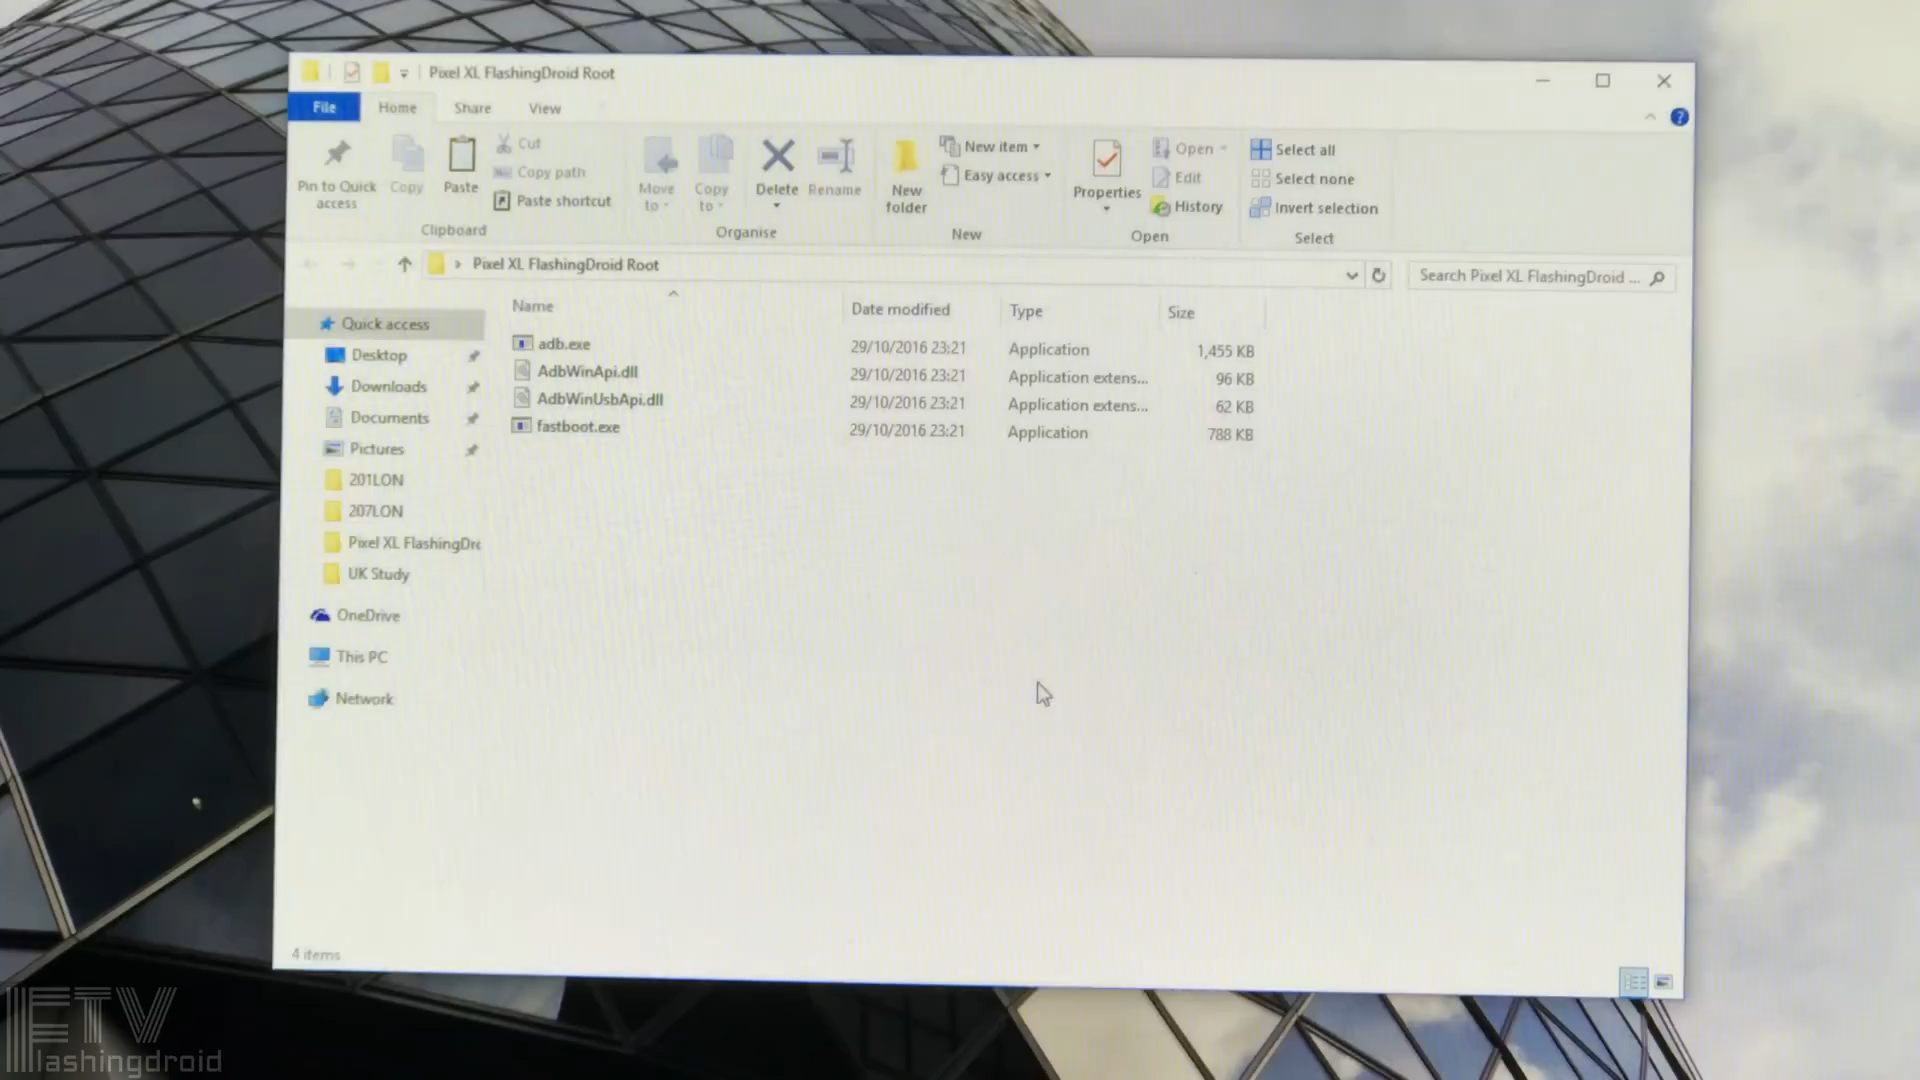 Pixel XL FlashingDroid Root
File Home Share View
Pin to Quick access
Copy
Paste
Cut
Copy path
Paste shortcut
Clipboard
Move to
Copy to
Delete
Rename
Organise
New folder
New item
Easy access
New
Properties
Open
Edit
History
Open
Select all
Select none
Invert selection
Select
Pixel XL FlashingDroid Root
Search Pixel XL FlashingDroid ...
Quick access
Desktop
Downloads
Documents
Pictures
201LON
207LON
Pixel XL FlashingDro
UK Study
OneDrive
This PC
Network
Name Date modified Type Size
adb.exe 29/10/2016 23:21 Application 1,455 KB
AdbWinApi.dll 29/10/2016 23:21 Application extens... 96 KB
AdbWinUsbApi.dll 29/10/2016 23:21 Application extens... 62 KB
fastboot.exe 29/10/2016 23:21 Application 788 KB
4 items
FTV
lashingdroid